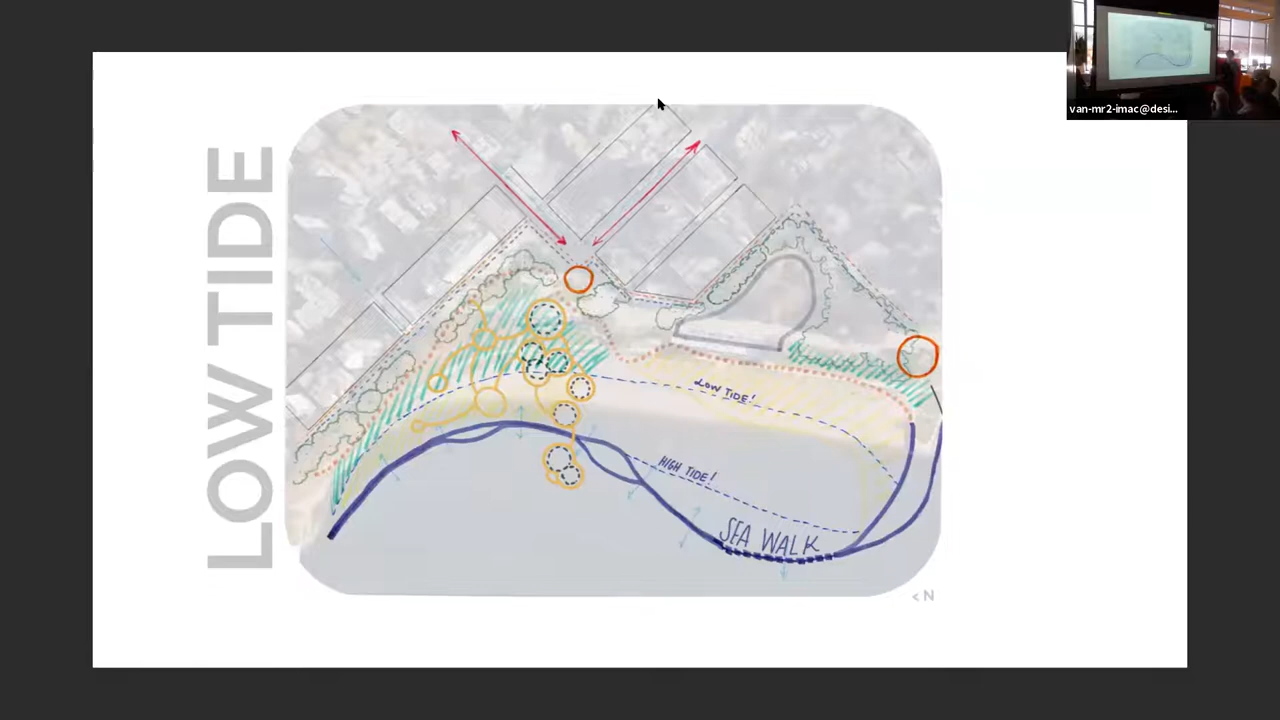 van-mr2-imac@desi...
LOW TIDE
LOW TIDE!
HIGH TIDE!
SEA WALK
< N